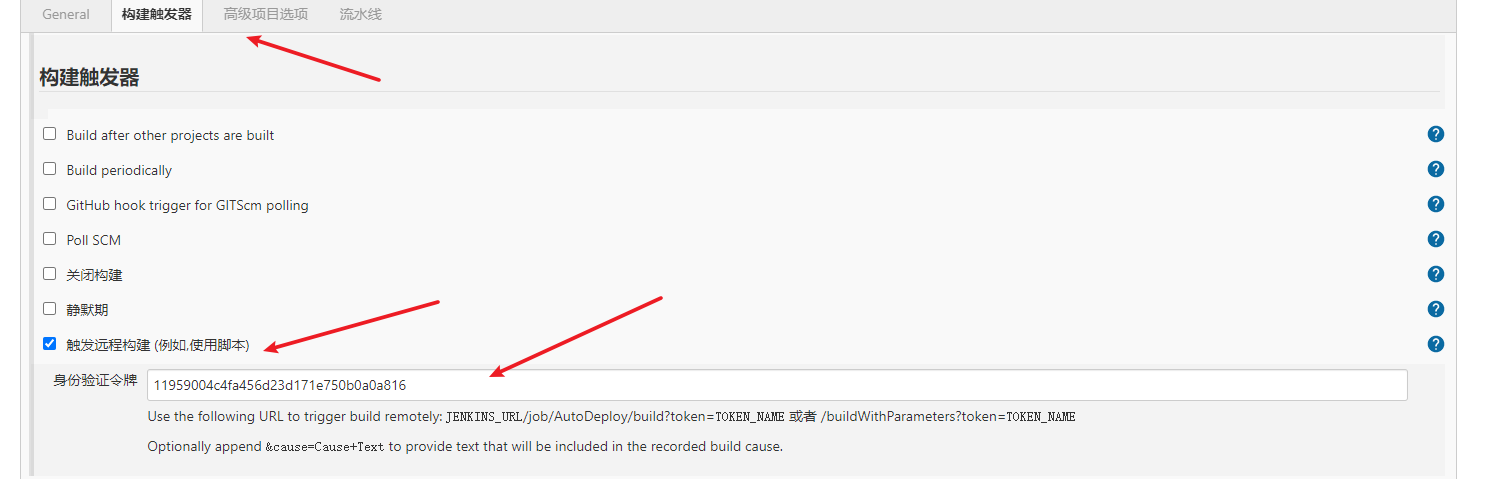 General 构建触发器 高级项目选项 流水线
构建触发器
Build after other projects are built
Build periodically
GitHub hook trigger for GITScm polling
Poll SCM
关闭构建
静默期
触发远程构建 (例如,使用脚本)
身份验证令牌 11959004c4fa456d23d171e750b0a0a816
Use the following URL to trigger build remotely: JENKINS_URL/job/AutoDeploy/build?token=TOKEN_NAME 或者 /buildWithParameters?token=TOKEN_NAME
Optionally append &cause=Cause+Text to provide text that will be included in the recorded build cause.